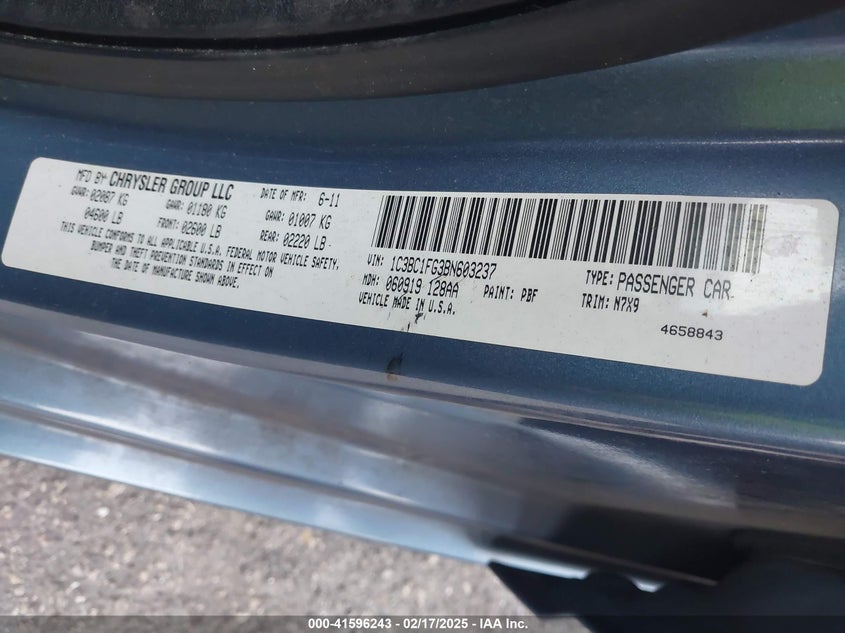 MFD BY CHRYSLER GROUP LLC DATE OF MFR: 6-11
GVWR: 02087 KG GAWR: 01180 KG GAWR: 01007 KG
04600 LB FRONT: 02600 LB REAR: 02220 LB
THIS VEHICLE CONFORMS TO ALL APPLICABLE U.S.A. FEDERAL MOTOR VEHICLE SAFETY,
BUMPER AND THEFT PREVENTION STANDARDS IN EFFECT ON
THE DATE OF MANUFACTURE SHOWN ABOVE.
VIN: 1C3BC1FG3BN603237 TYPE: PASSENGER CAR
MDH: 060919 128AA PAINT: PBF TRIM: N7X9
VEHICLE MADE IN U.S.A.
4658843
000-41596243 - 02/17/2025 - IAA Inc.